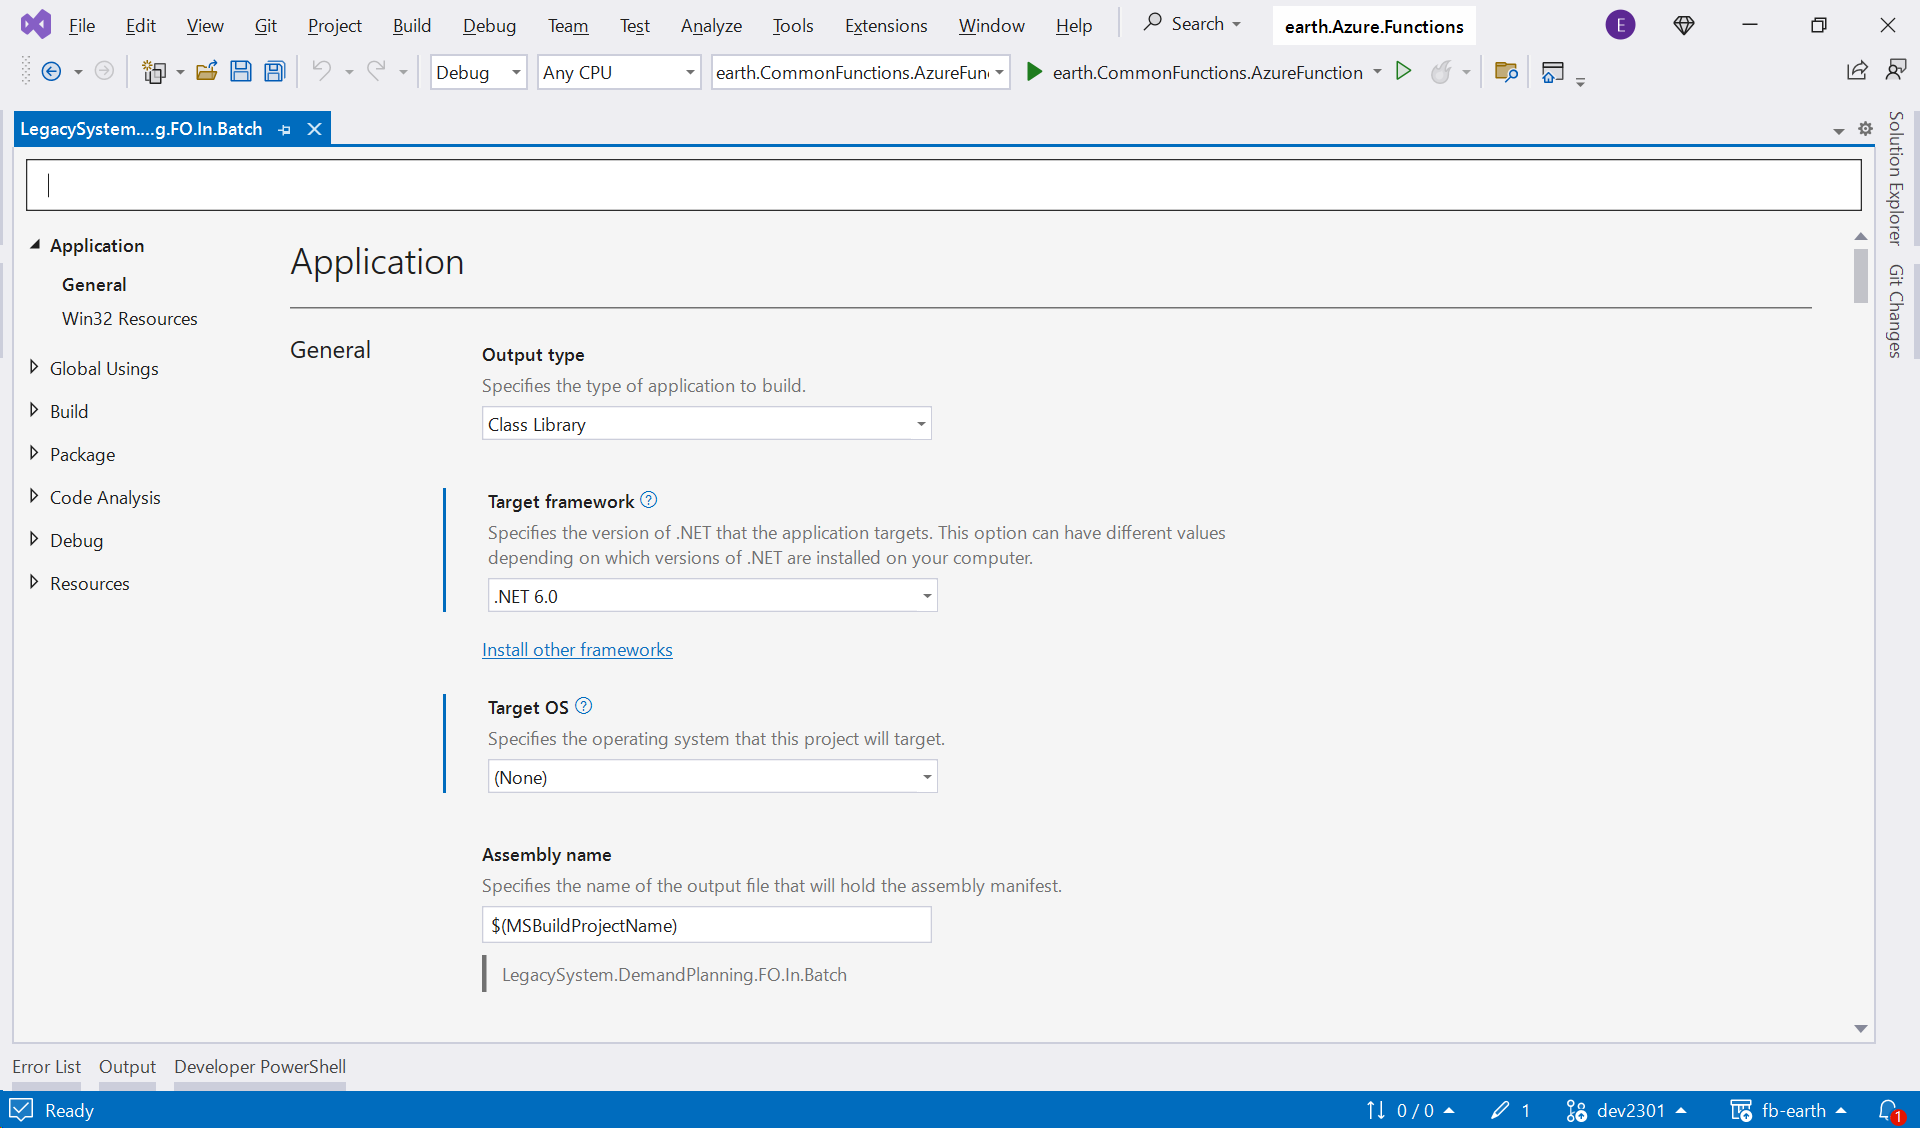 File Edit View Git Project Build Debug Team Test Analyze Tools Extensions Window Help Search earth.Azure.Functions E
Debug Any CPU earth.CommonFunctions.AzureFun earth.CommonFunctions.AzureFunction
LegacySystem....g.FO.In.Batch
Solution Explorer
Git Changes
Application
General
Win32 Resources
Global Usings
Build
Package
Code Analysis
Debug
Resources
Application
General
Output type
Specifies the type of application to build.
Class Library
Target framework
Specifies the version of .NET that the application targets. This option can have different values
depending on which versions of .NET are installed on your computer.
.NET 6.0
Install other frameworks
Target OS
Specifies the operating system that this project will target.
(None)
Assembly name
Specifies the name of the output file that will hold the assembly manifest.
$(MSBuildProjectName)
LegacySystem.DemandPlanning.FO.In.Batch
Error List Output Developer PowerShell
Ready 0 / 0 1 dev2301 fb-earth 1